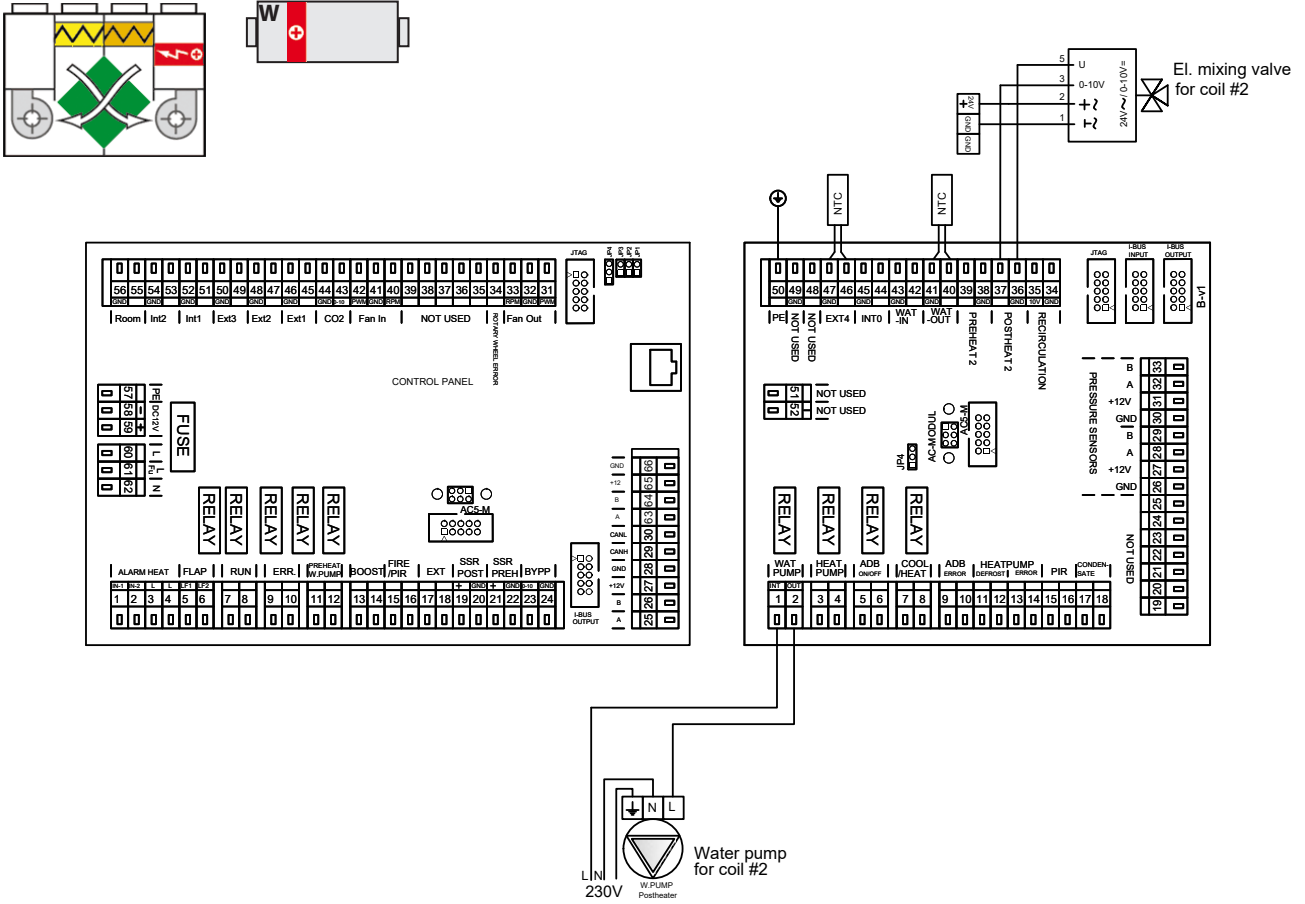 W
El. mixing valve
for coil #2
5 U
3 0-10V
2 + ~
1 ⊢ ~
24V ~ / 0-10V=
+ 24V
GND
GND
NTC NTC
JTAG JP4 JP3 JP2 JP1
56 55 54 53 52 51 50 49 48 47 46 45 44 43 42 41 40 39 38 37 36 35 34 33 32 31
GND GND GND GND GND GND GND 0-10 PWM GND RPM RPM GND PWM
Room Int2 Int1 Ext3 Ext2 Ext1 CO2 Fan In NOT USED ROTARY WHEEL ERROR Fan Out
CONTROL PANEL
57 58 59
PE DC12V
- +
FUSE
60 61 62
L L Fu N
RELAY RELAY RELAY RELAY RELAY
AC5-M
GND 66
+12 65
B 64
A 63
CANL 30
CANH 29
GND 28
+12V 27
B 26
A 25
I-BUS
OUTPUT
ALARM HEAT FLAP RUN ERR. PREHEAT W.PUMP BOOST FIRE /PIR EXT SSR POST SSR PREH BYPP
IN-1 IN-2 L L LF1 LF2 + GND + GND 0-10 GND
1 2 3 4 5 6 7 8 9 10 11 12 13 14 15 16 17 18 19 20 21 22 23 24
JTAG
I-BUS
INPUT
I-BUS
OUTPUT
B-v1
50 49 48 47 46 45 44 43 42 41 40 39 38 37 36 35 34
GND GND GND GND GND GND 10V GND
PE NOT USED NOT USED EXT4 INT0 WAT -IN WAT -OUT PREHEAT 2 POSTHEAT 2 RECIRCULATION
51 NOT USED
52 NOT USED
AC-MODUL
AC5-M
JP4
PRESSURE SENSORS
B 33
A 32
+12V 31
GND 30
B 29
A 28
+12V 27
GND 26
25
24
23
22
21
20
19
NOT USED
RELAY RELAY RELAY RELAY
WAT PUMP HEAT PUMP ADB ON/OFF COOL /HEAT ADB ERROR HEATPUMP DEFROST ERROR PIR CONDEN- SATE
INT OUT
1 2 3 4 5 6 7 8 9 10 11 12 13 14 15 16 17 18
N L
Water pump
for coil #2
L N
230V
W.PUMP
Postheater